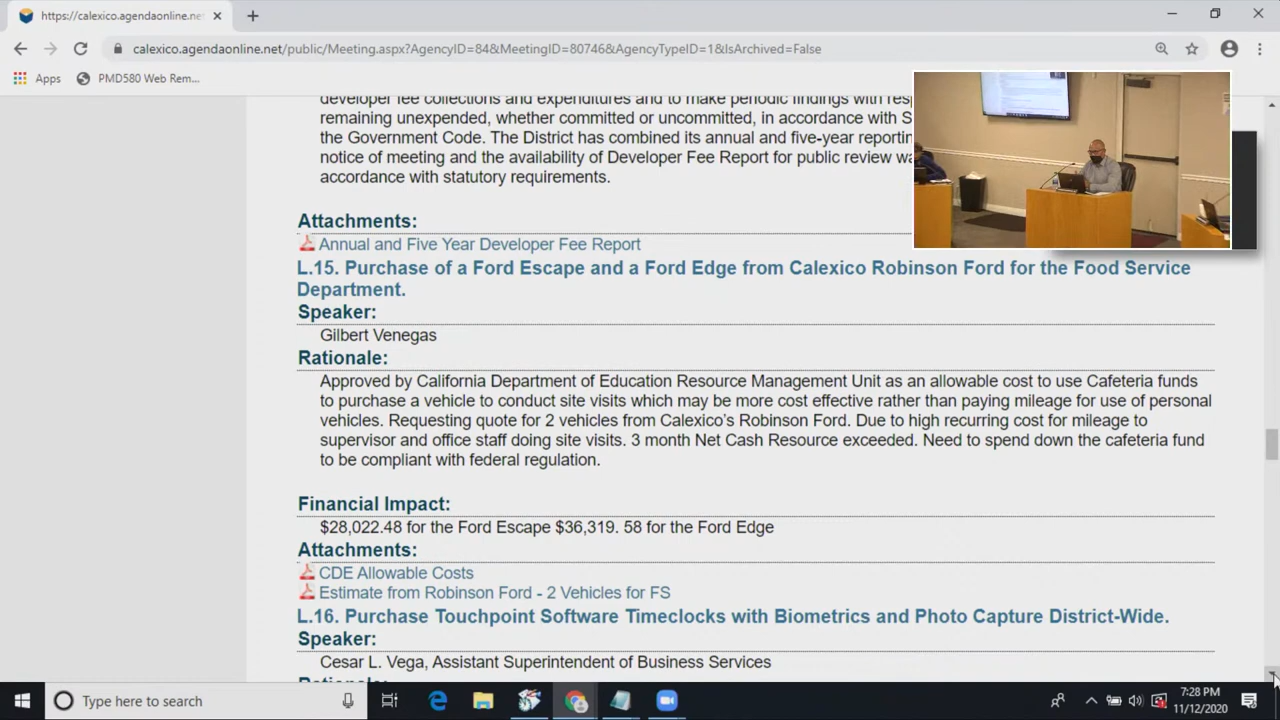 https://calexico.agendaonline.net
calexico.agendaonline.net/public/Meeting.aspx?AgencyID=84&MeetingID=80746&AgencyTypeID=1&IsArchived=False
Apps
PMD580 Web Rem...
developer fee collections and expenditures and to make periodic findings with
remaining unexpended, whether committed or uncommitted, in accordance with
the Government Code. The District has combined its annual and five-year
notice of meeting and the availability of Developer Fee Report for public review
accordance with statutory requirements.
Attachments:
Annual and Five Year Developer Fee Report
L.15. Purchase of a Ford Escape and a Ford Edge from Calexico Robinson Ford for the Food Service
Department.
Speaker:
Gilbert Venegas
Rationale:
Approved by California Department of Education Resource Management Unit as an allowable cost to use Cafeteria funds
to purchase a vehicle to conduct site visits which may be more cost effective rather than paying mileage for use of personal
vehicles. Requesting quote for 2 vehicles from Calexico's Robinson Ford. Due to high recurring cost for mileage to
supervisor and office staff doing site visits. 3 month Net Cash Resource exceeded. Need to spend down the cafeteria fund
to be compliant with federal regulation.
Financial Impact:
$28,022.48 for the Ford Escape $36,319. 58 for the Ford Edge
Attachments:
CDE Allowable Costs
Estimate from Robinson Ford - 2 Vehicles for FS
L.16. Purchase Touchpoint Software Timeclocks with Biometrics and Photo Capture District-Wide.
Speaker:
Cesar L. Vega, Assistant Superintendent of Business Services
Rationale:
Type here to search
7:28 PM
11/12/2020